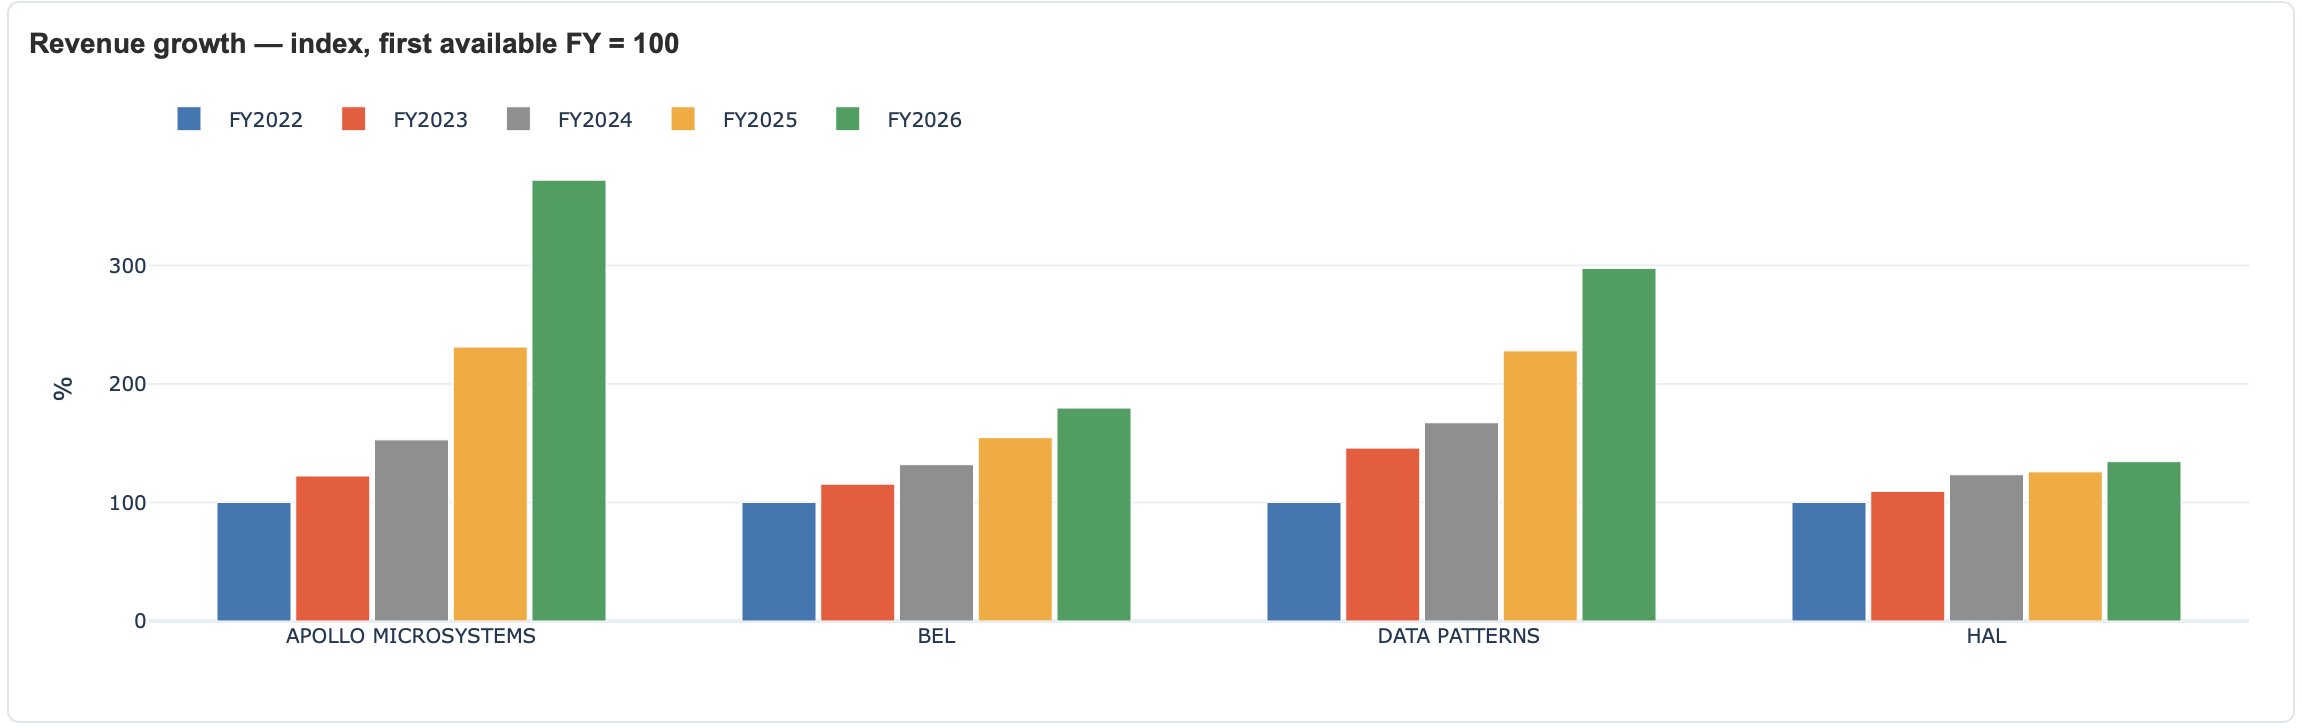 Revenue growth — index, first available FY = 100
FY2022 FY2023 FY2024 FY2025 FY2026
300
200
100
0
%
APOLLO MICROSYSTEMS BEL DATA PATTERNS HAL